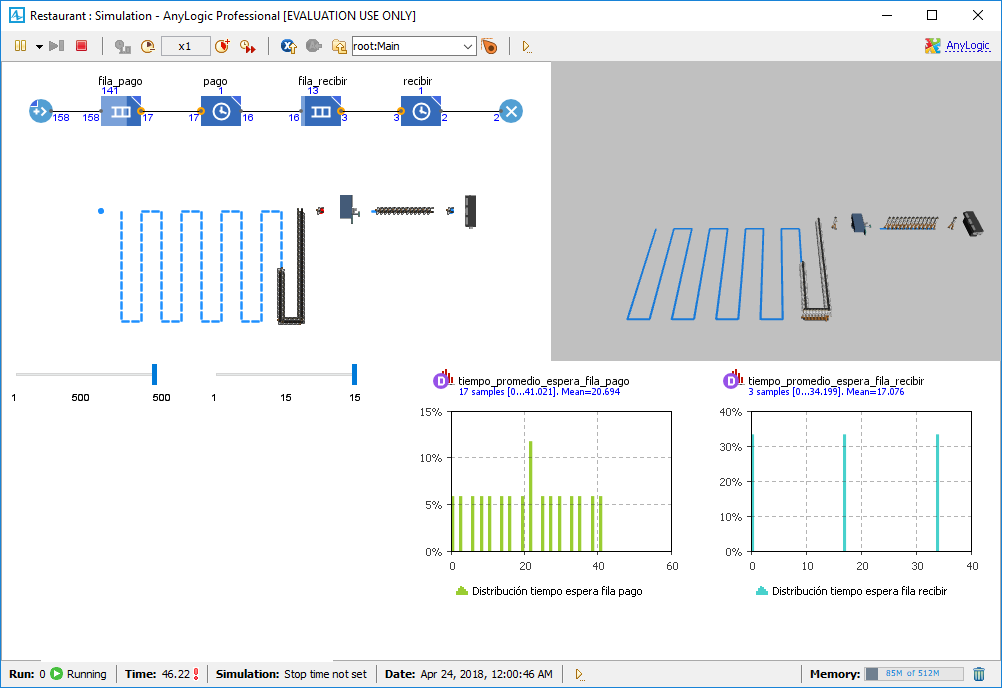 Restaurant : Simulation - AnyLogic Professional [EVALUATION USE ONLY]
x1
root:Main
AnyLogic
fila_pago pago fila_recibir recibir
141 1 13 1
158 158 17 17 16 16 3 3 2 2
1 500 500 1 15 15
tiempo_promedio_espera_fila_pago
17 samples [0...41.021]. Mean=20.694
15%
10%
5%
0%
0 20 40 60
Distribución tiempo espera fila pago
tiempo_promedio_espera_fila_recibir
3 samples [0...34.199]. Mean=17.076
40%
30%
20%
10%
0%
0 10 20 30 40
Distribución tiempo espera fila recibir
Run: 0 Running Time: 46.22 Simulation: Stop time not set Date: Apr 24, 2018, 12:00:46 AM Memory: 85M of 512M